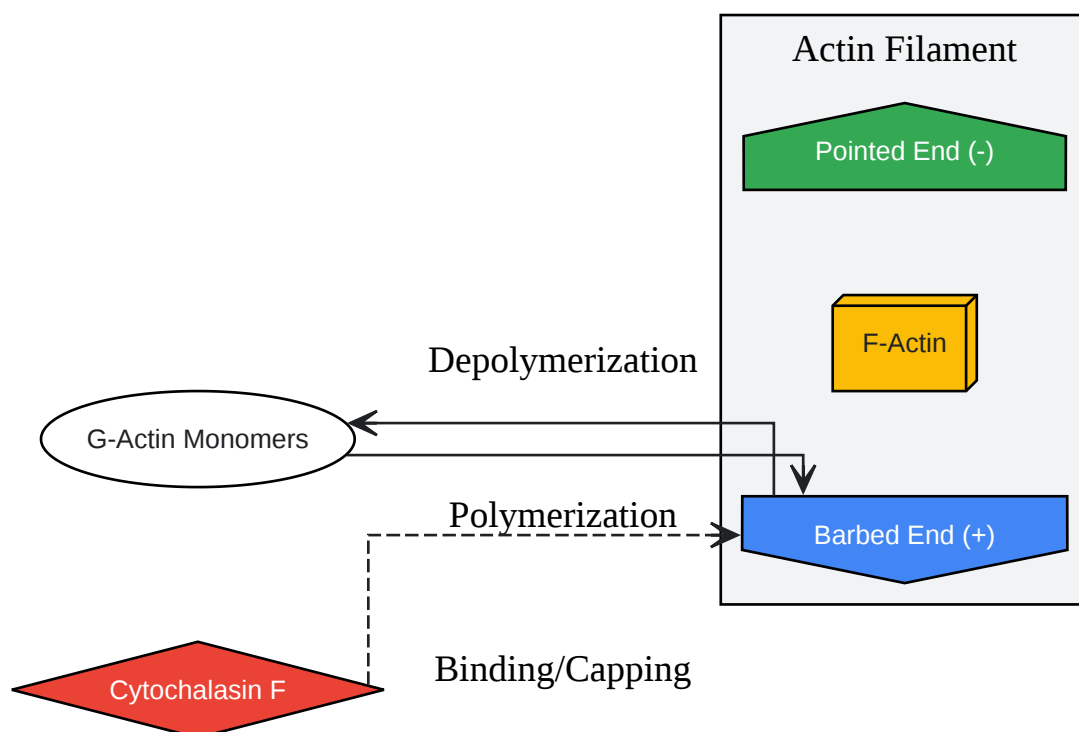 Actin Filament
Pointed End (-)
F-Actin
Depolymerization
G-Actin Monomers
Polymerization
Barbed End (+)
Binding/Capping
Cytochalasin F